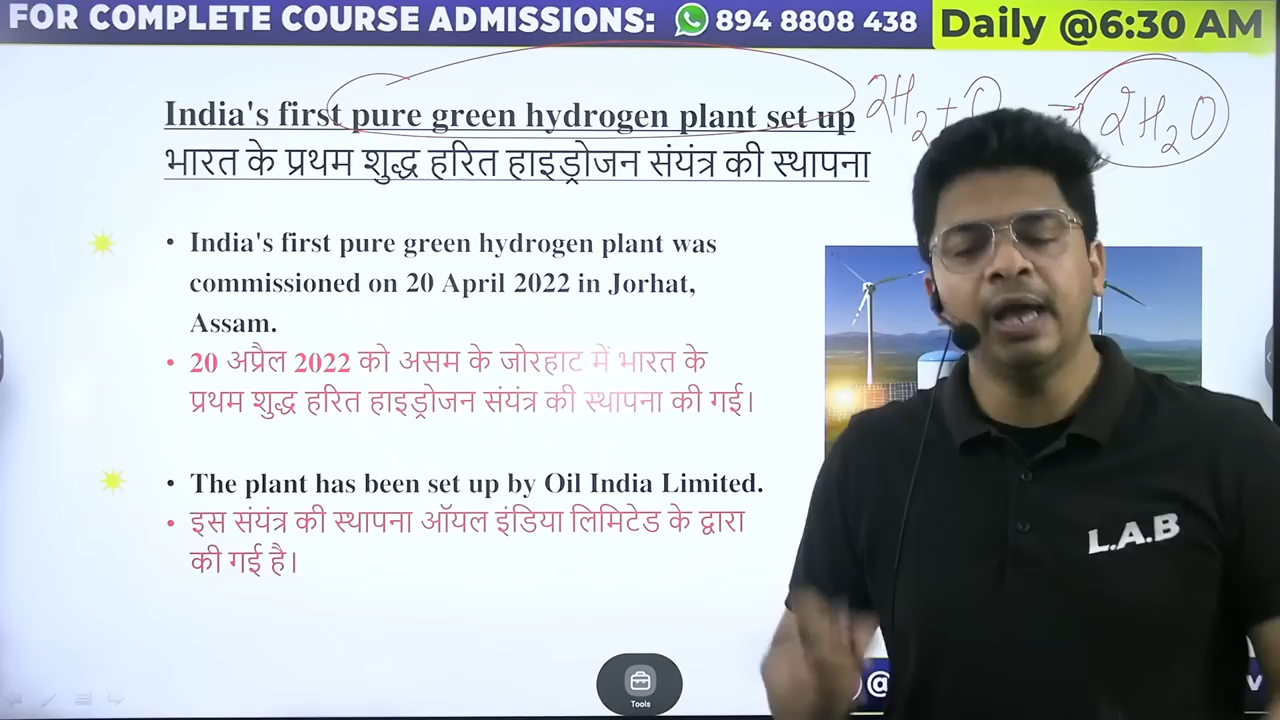 FOR COMPLETE COURSE ADMISSIONS: 894 8808 438 Daily @6:30 AM
India's first pure green hydrogen plant set up
2H2 + → 2H2O
भारत के प्रथम शुद्ध हरित हाइड्रोजन संयंत्र की स्थापना
• India's first pure green hydrogen plant was
commissioned on 20 April 2022 in Jorhat,
Assam.
• 20 अप्रैल 2022 को असम के जोरहाट में भारत के
प्रथम शुद्ध हरित हाइड्रोजन संयंत्र की स्थापना की गई।
• The plant has been set up by Oil India Limited.
• इस संयंत्र की स्थापना ऑयल इंडिया लिमिटेड के द्वारा
की गई है।
L.A.B
Tools
@
v